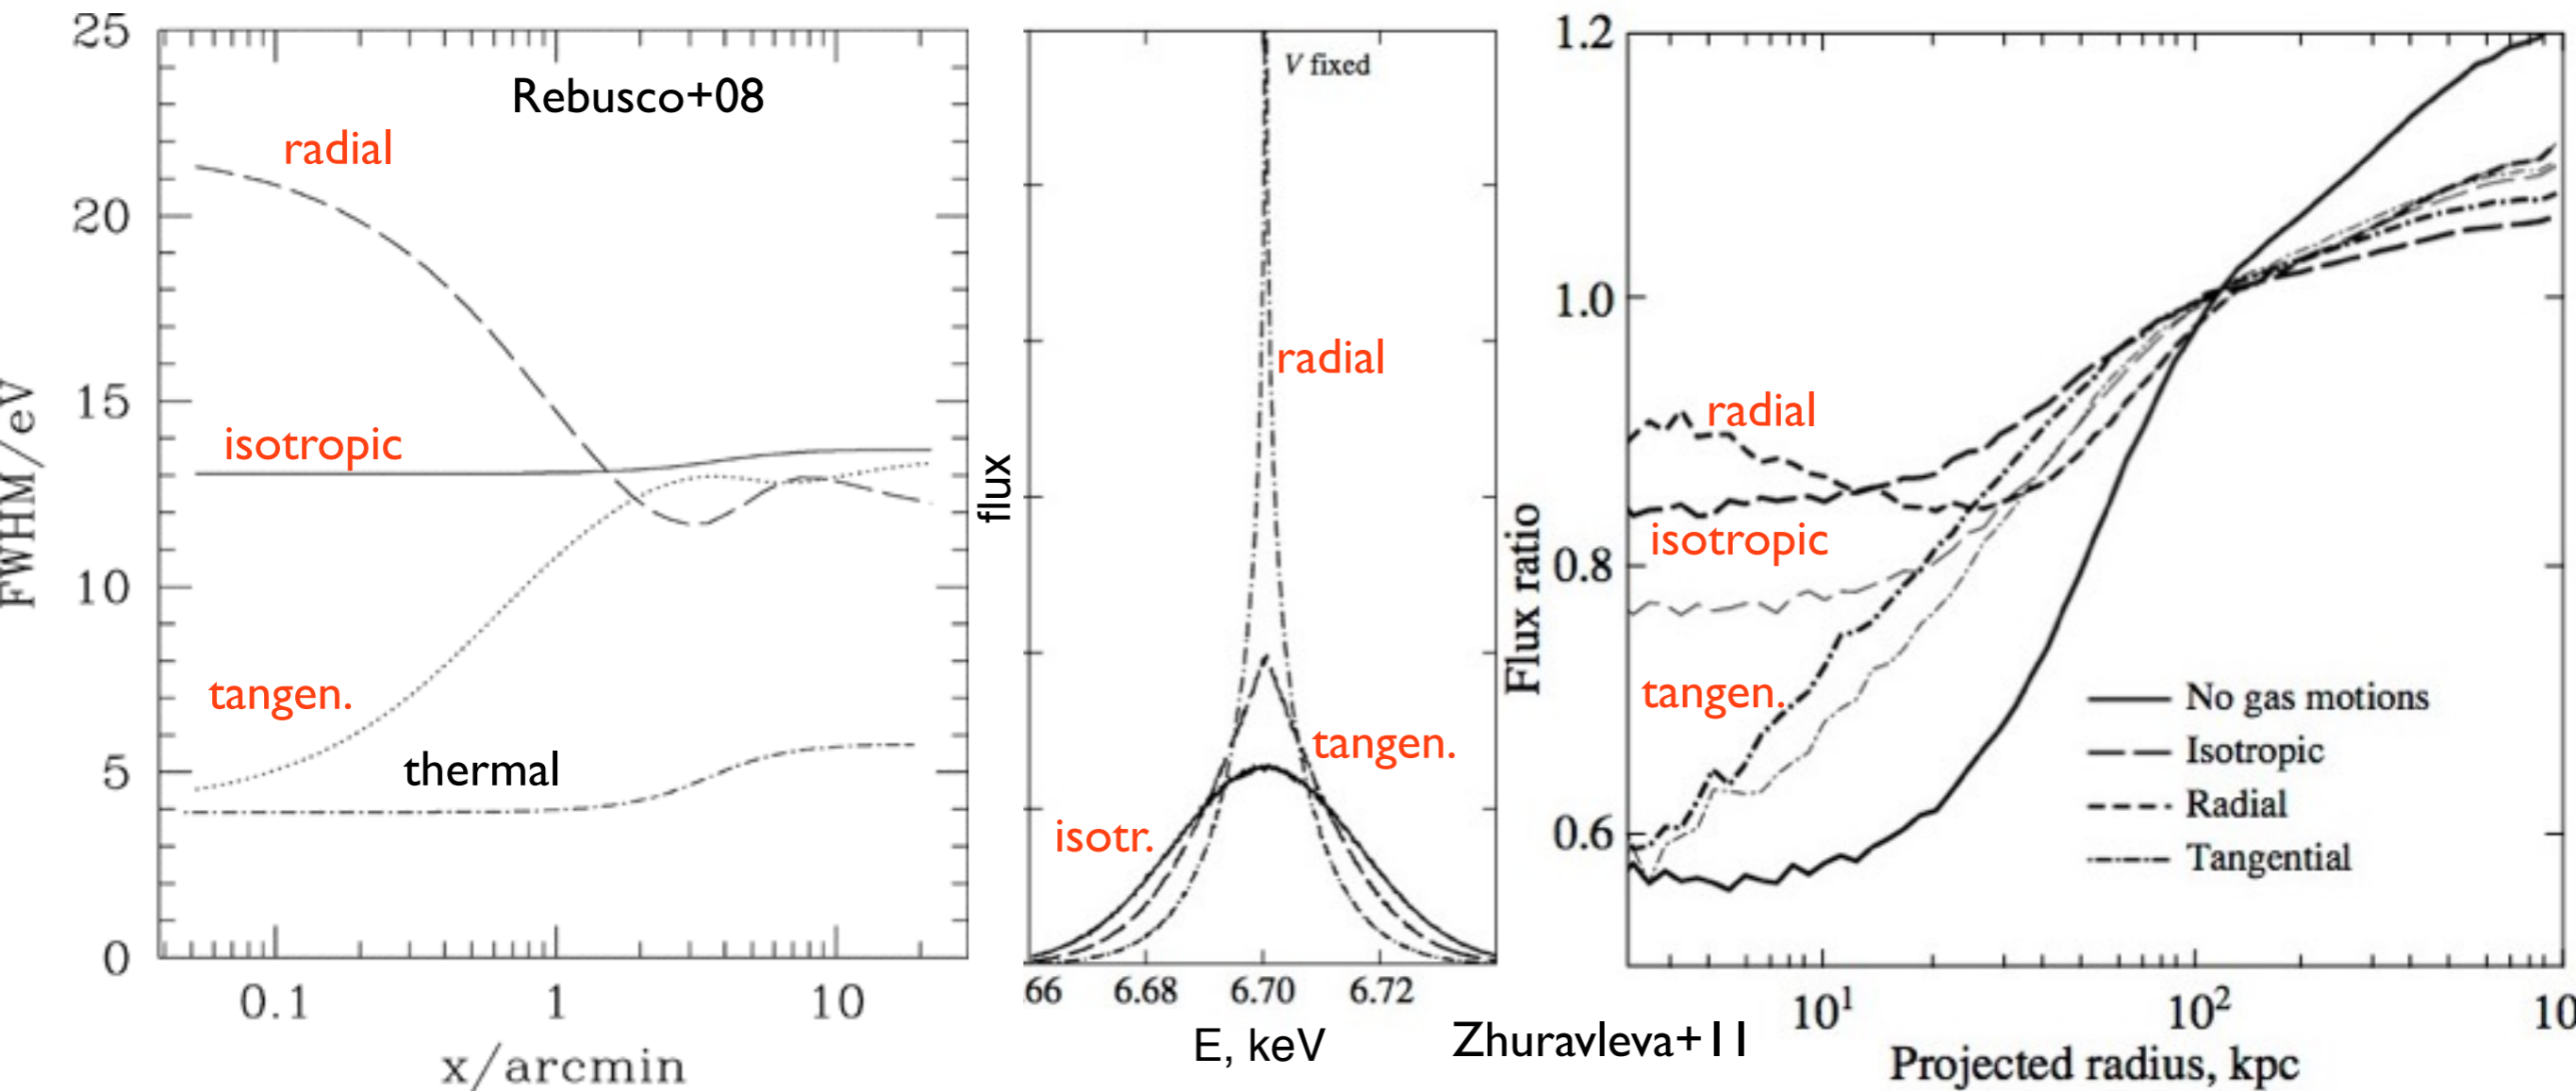 25
20
15
10
5
0
FWHM/eV
Rebusco+08
radial
isotropic
tangen.
thermal
0.1
1
10
x/arcmin
flux
V fixed
radial
tangen.
isotr.
.66
6.68
6.70
6.72
E, keV
Zhuravleva+11
Flux ratio
1.2
1.0
0.8
0.6
radial
isotropic
tangen.
No gas motions
Isotropic
Radial
Tangential
10¹
10²
10
Projected radius, kpc